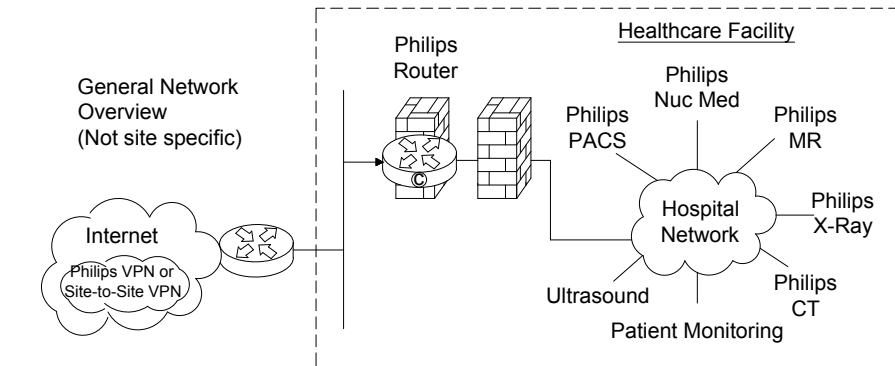 Healthcare Facility
General Network
Overview
(Not site specific)
Philips
Router
C
Internet
Philips VPN or
Site-to-Site VPN
Philips
Nuc Med
Philips
PACS
Philips
MR
Hospital
Network
Philips
X-Ray
Ultrasound
Philips
CT
Patient Monitoring